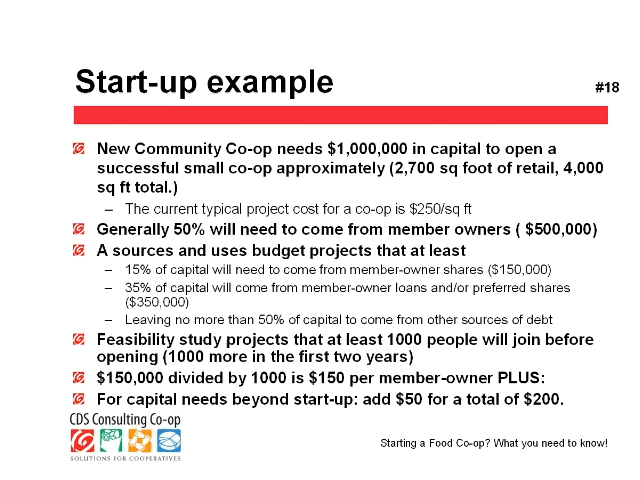 Start-up example
#18
New Community Co-op needs $1,000,000 in capital to open a
successful small co-op approximately (2,700 sq foot of retail, 4,000
sq ft total.)
– The current typical project cost for a co-op is $250/sq ft
Generally 50% will need to come from member owners ( $500,000)
A sources and uses budget projects that at least
– 15% of capital will need to come from member-owner shares ($150,000)
– 35% of capital will come from member-owner loans and/or preferred shares
($350,000)
– Leaving no more than 50% of capital to come from other sources of debt
Feasibility study projects that at least 1000 people will join before
opening (1000 more in the first two years)
$150,000 divided by 1000 is $150 per member-owner PLUS:
For capital needs beyond start-up: add $50 for a total of $200.
CDS Consulting Co-op
SOLUTIONS FOR COOPERATIVES
Starting a Food Co-op? What you need to know!